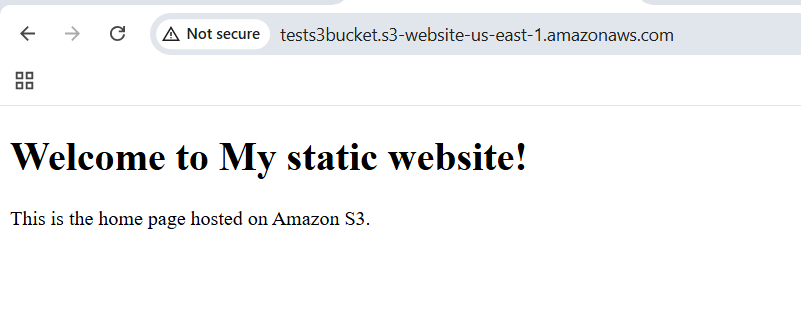 Not secure tests3bucket.s3-website-us-east-1.amazonaws.com
Welcome to My static website!
This is the home page hosted on Amazon S3.